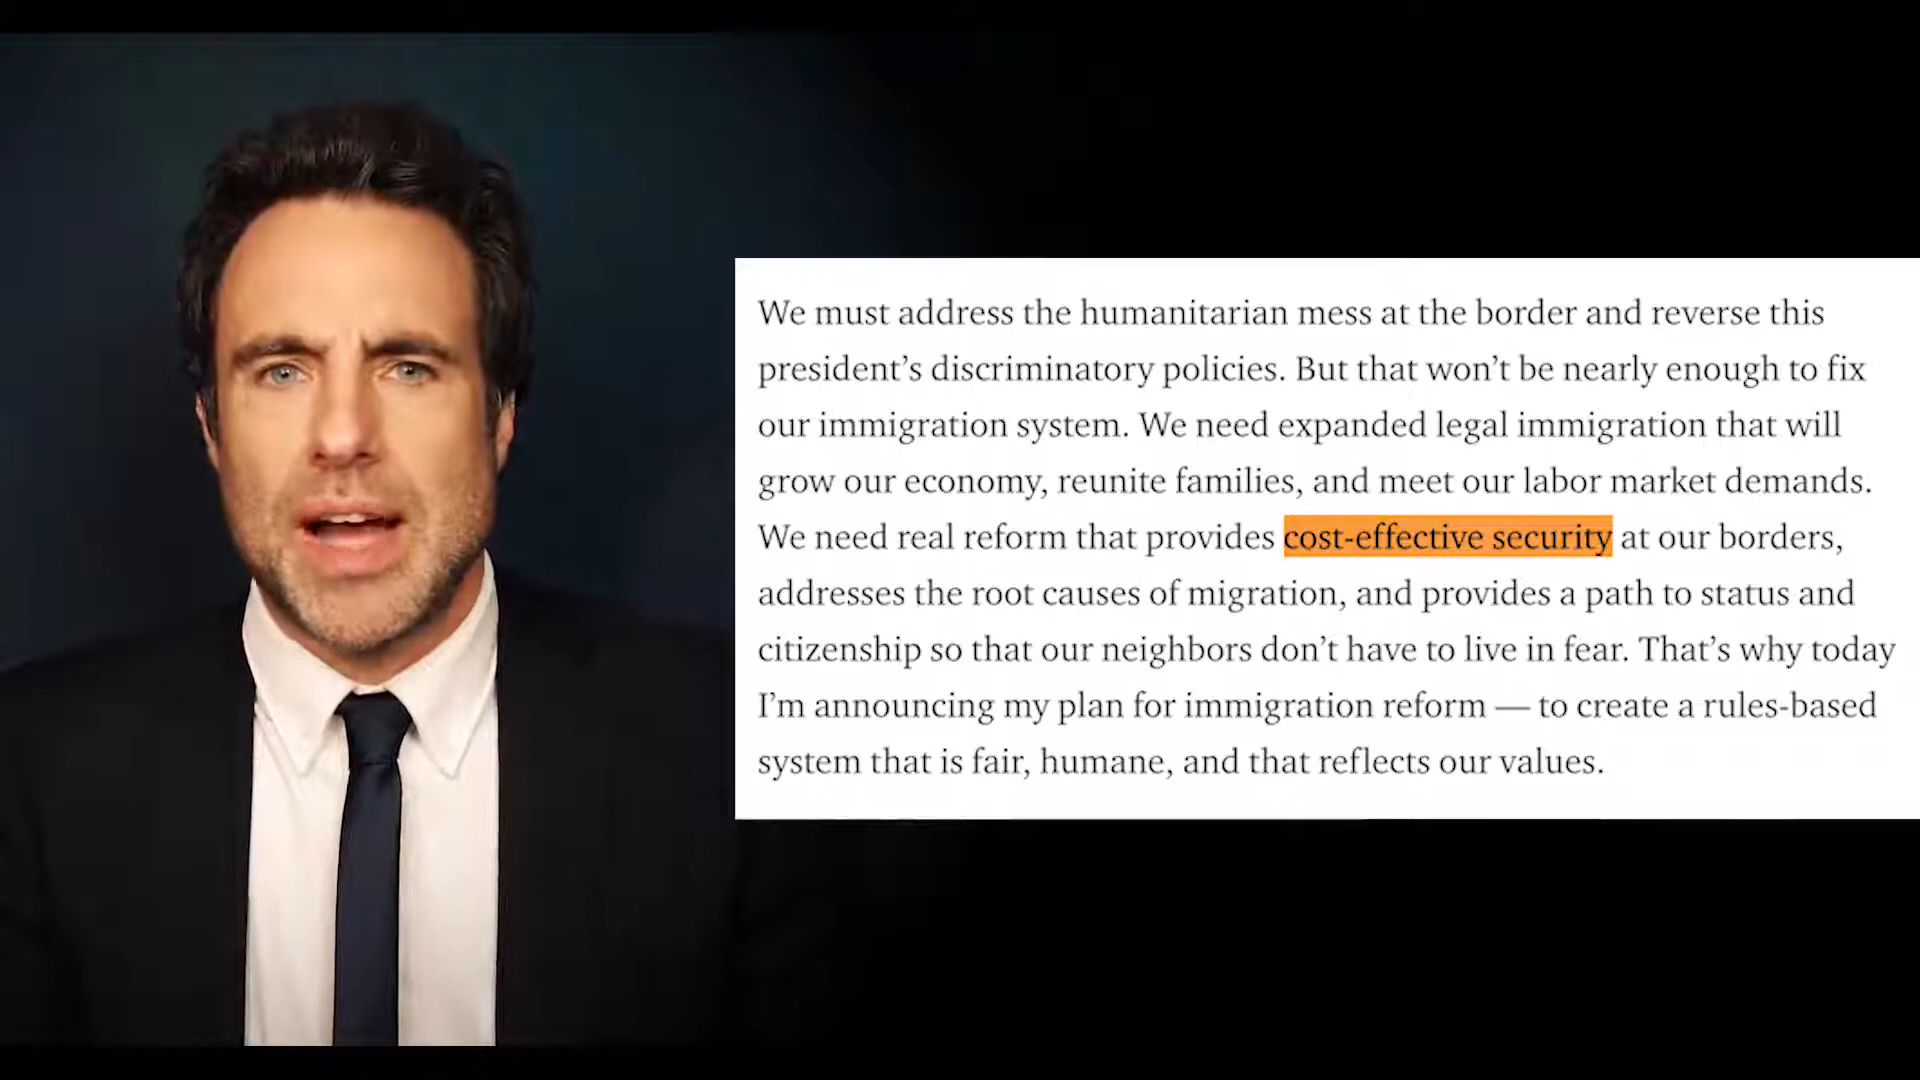 We must address the humanitarian mess at the border and reverse this
president’s discriminatory policies. But that won’t be nearly enough to fix
our immigration system. We need expanded legal immigration that will
grow our economy, reunite families, and meet our labor market demands.
We need real reform that provides cost-effective security at our borders,
addresses the root causes of migration, and provides a path to status and
citizenship so that our neighbors don’t have to live in fear. That’s why today
I’m announcing my plan for immigration reform — to create a rules-based
system that is fair, humane, and that reflects our values.